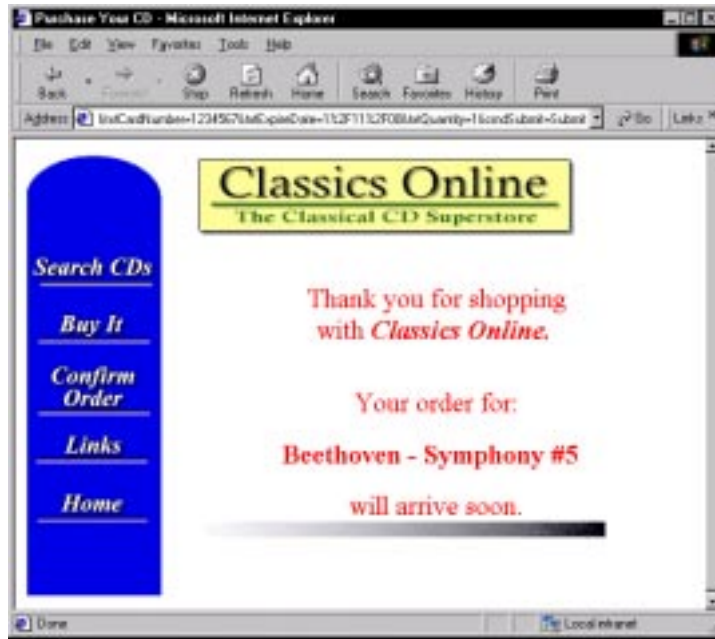 Purchase Your CD - Microsoft Internet Explorer
File Edit View Favorites Tools Help
Back Forward Stop Refresh Home Search Favorites History Print
Address Go Links
Classics Online
The Classical CD Superstore
Search CDs
Buy It
Confirm
Order
Links
Home
Thank you for shopping
with Classics Online.
Your order for:
Beethoven - Symphony #5
will arrive soon.
Done
Local intranet